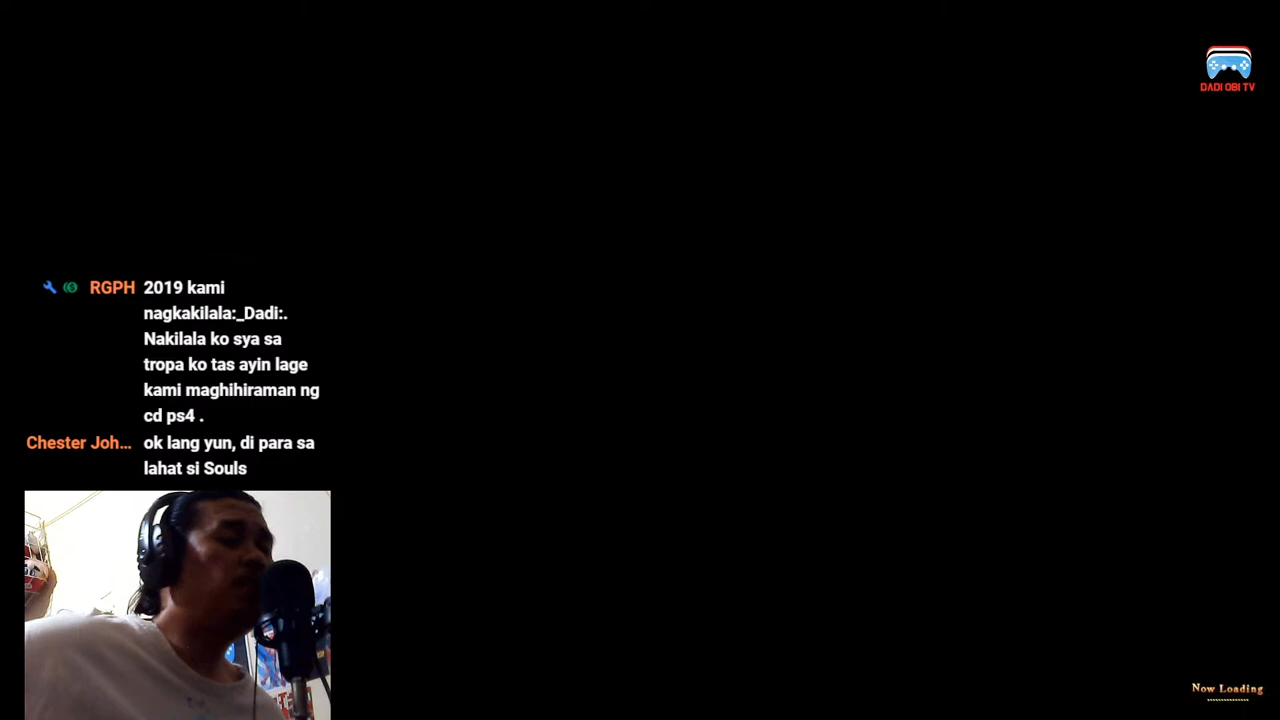 DADI OBI TV
RGPH 2019 kami
nagkakilala:_Dadi:.
Nakilala ko sya sa
tropa ko tas ayin lage
kami maghihiraman ng
cd ps4 .
Chester Joh... ok lang yun, di para sa
lahat si Souls
Now Loading